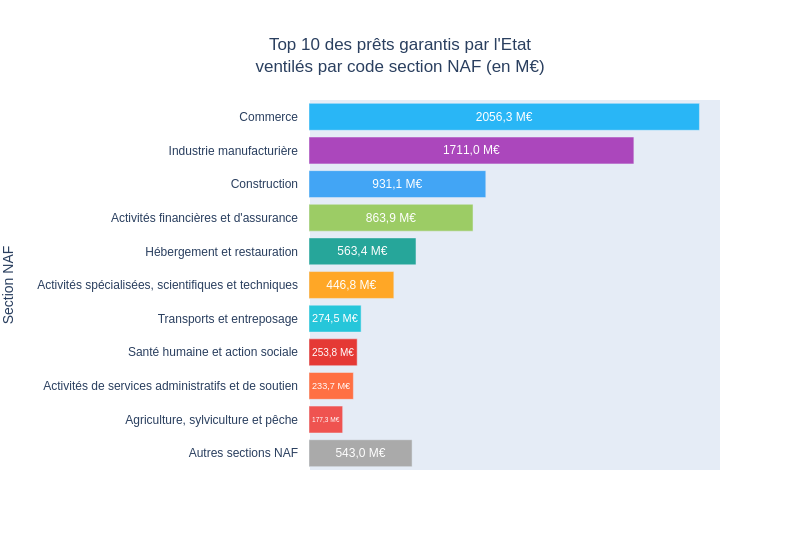 Top 10 des prêts garantis par l'Etat
ventilés par code section NAF (en M€)
Section NAF
Commerce 2056,3 M€
Industrie manufacturière 1711,0 M€
Construction 931,1 M€
Activités financières et d'assurance 863,9 M€
Hébergement et restauration 563,4 M€
Activités spécialisées, scientifiques et techniques 446,8 M€
Transports et entreposage 274,5 M€
Santé humaine et action sociale 253,8 M€
Activités de services administratifs et de soutien 233,7 M€
Agriculture, sylviculture et pêche 177,3 M€
Autres sections NAF 543,0 M€